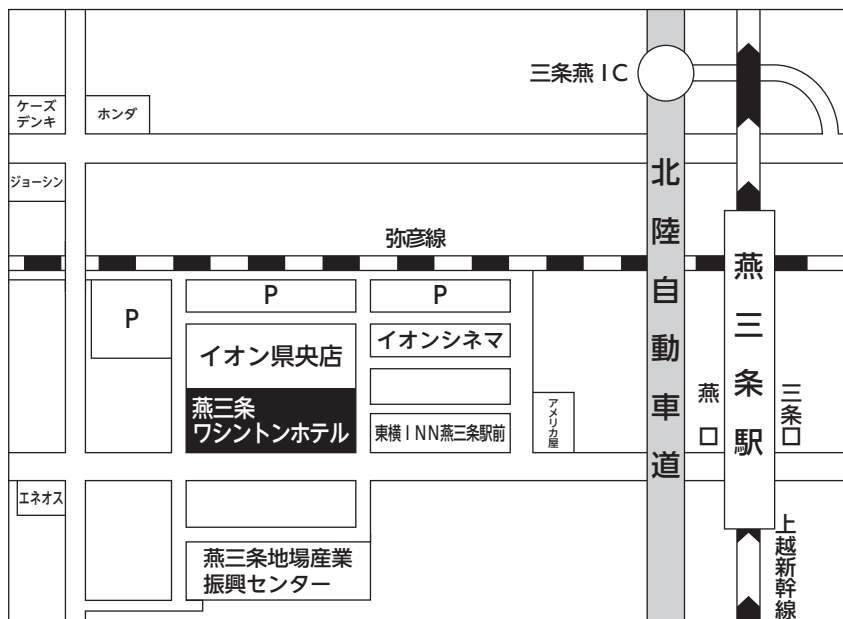 三条燕IC
ケーズ
デンキ
ホンダ
ジョーシン
北陸自動車道
弥彦線
燕三条駅
P
P
P
イオン県央店
イオンシネマ
燕三条
ワシントンホテル
東横INN燕三条駅前
アメリカ屋
燕口
三条口
エネオス
燕三条地場産業
振興センター
上越新幹線